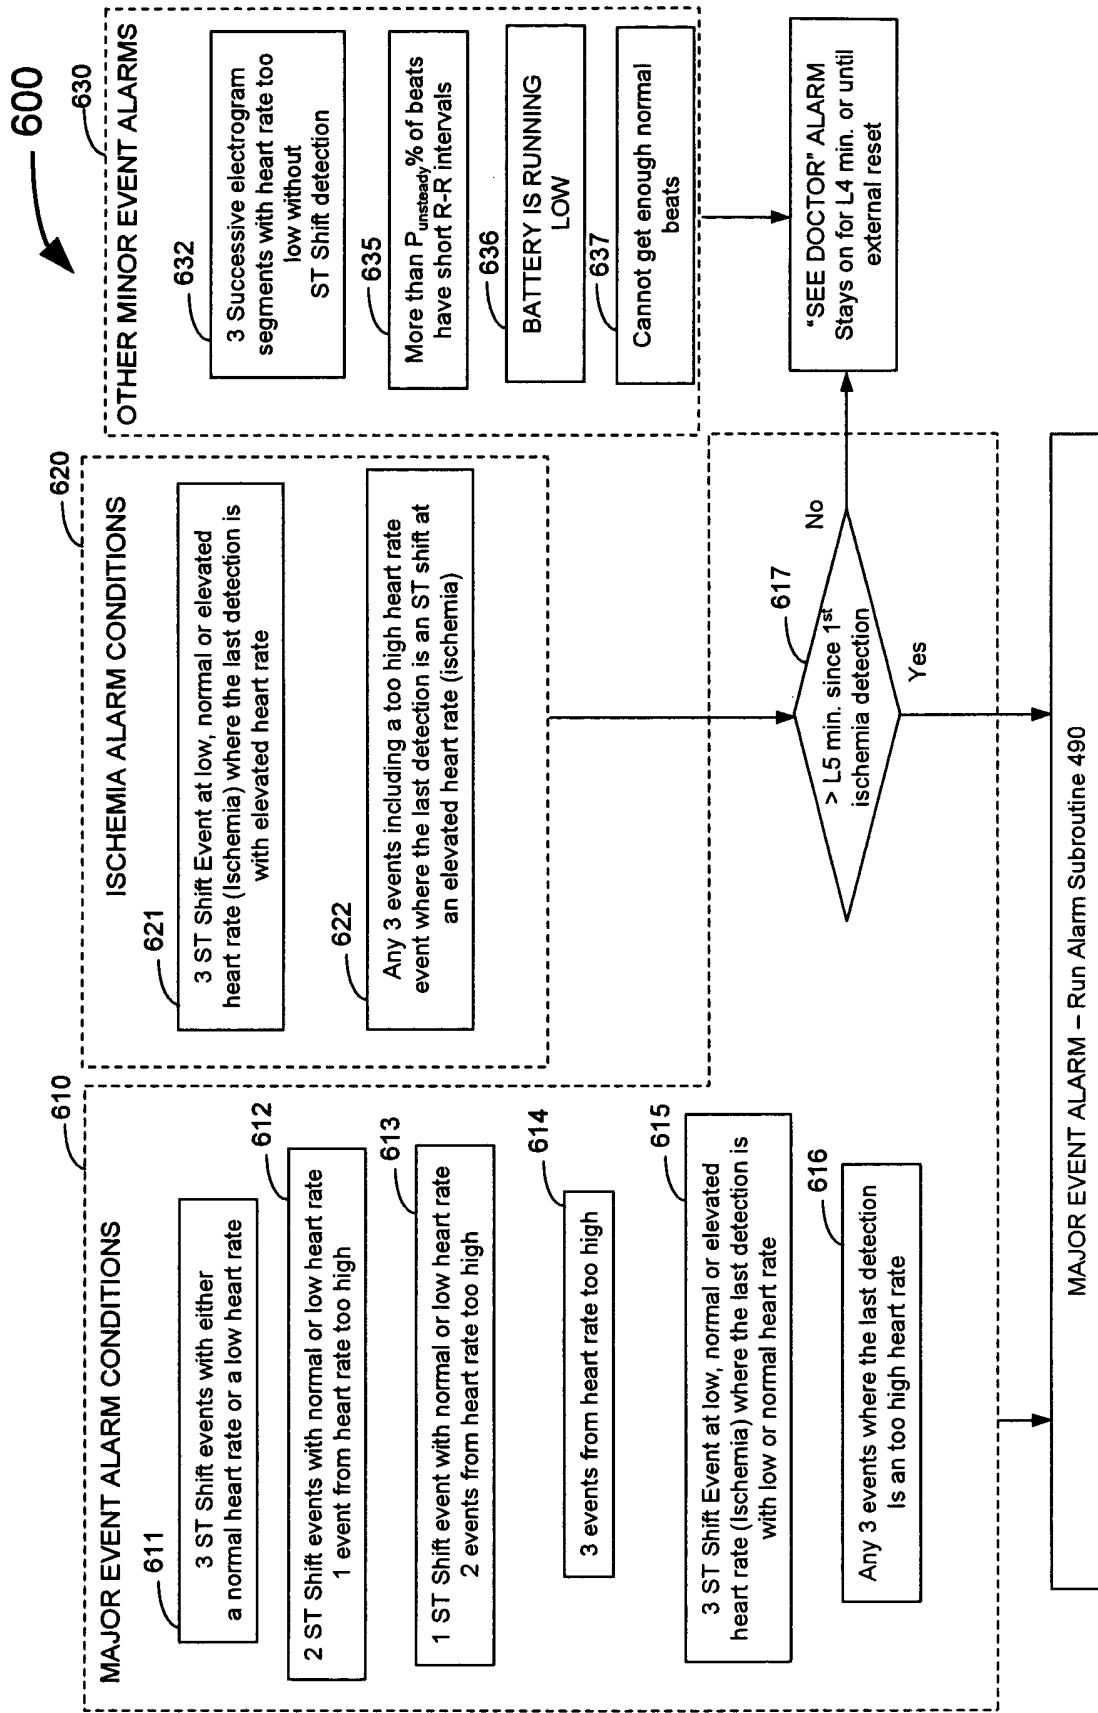 600
610
MAJOR EVENT ALARM CONDITIONS
611
3 ST Shift events with either
a normal heart rate or a low heart rate
612
2 ST Shift events with normal or low heart rate
1 event from heart rate too high
613
1 ST Shift event with normal or low heart rate
2 events from heart rate too high
614
3 events from heart rate too high
615
3 ST Shift Event at low, normal or elevated
heart rate (Ischemia) where the last detection is
with low or normal heart rate
616
Any 3 events where the last detection
Is an too high heart rate
620
ISCHEMIA ALARM CONDITIONS
621
3 ST Shift Event at low, normal or elevated
heart rate (Ischemia) where the last detection is
with elevated heart rate
622
Any 3 events including a too high heart rate
event where the last detection is an ST shift at
an elevated heart rate (ischemia)
617
> L5 min. since 1st
ischemia detection
No
Yes
630
OTHER MINOR EVENT ALARMS
632
3 Successive electrogram
segments with heart rate too
low without
ST Shift detection
635
More than Punsteady% of beats
have short R-R intervals
636
BATTERY IS RUNNING
LOW
637
Cannot get enough normal
beats
"SEE DOCTOR" ALARM
Stays on for L4 min. or until
external reset
MAJOR EVENT ALARM – Run Alarm Subroutine 490